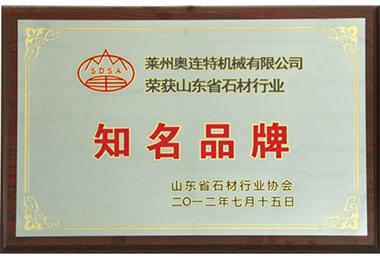 SDSA
莱州奥连特机械有限公司
荣获山东省石材行业
知名品牌
山东省石材行业协会
二〇一二年七月十五日